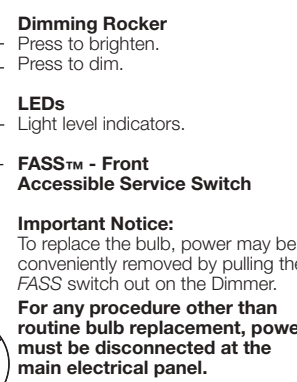 Dimming Rocker
Press to brighten.
Press to dim.
LEDs
Light level indicators.
FASS™ - Front
Accessible Service Switch
Important Notice:
To replace the bulb, power may be
conveniently removed by pulling the
FASS switch out on the Dimmer.
For any procedure other than
routine bulb replacement, powe
must be disconnected at the
main electrical panel.